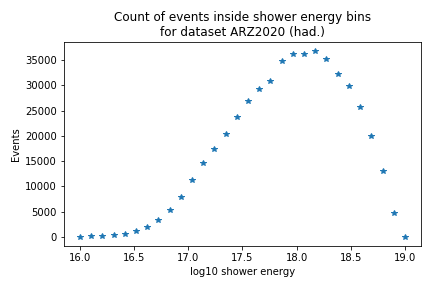 Count of events inside shower energy bins
for dataset ARZ2020 (had.)
Events
35000
30000
25000
20000
15000
10000
5000
0
16.0 16.5 17.0 17.5 18.0 18.5 19.0
log10 shower energy